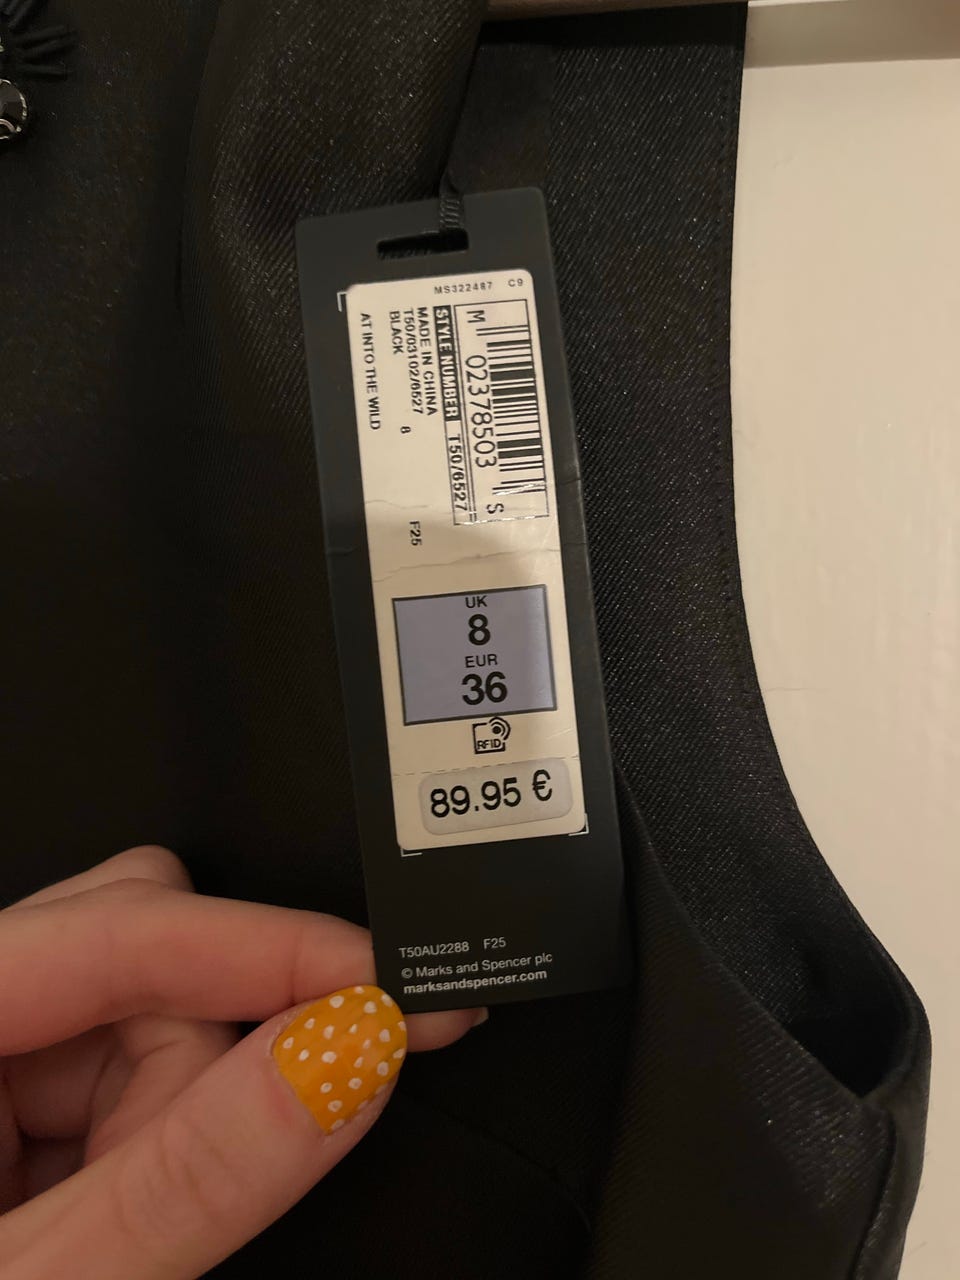 MS322487 C9
M
02378503
S
STYLE NUMBER T50/6527
MADE IN CHINA
T50/03102/6527 8 F25
BLACK
AT INTO THE WILD
UK
8
EUR
36
RFID
89.95 €
T50AU2288 F25
© Marks and Spencer plc
marksandspencer.com